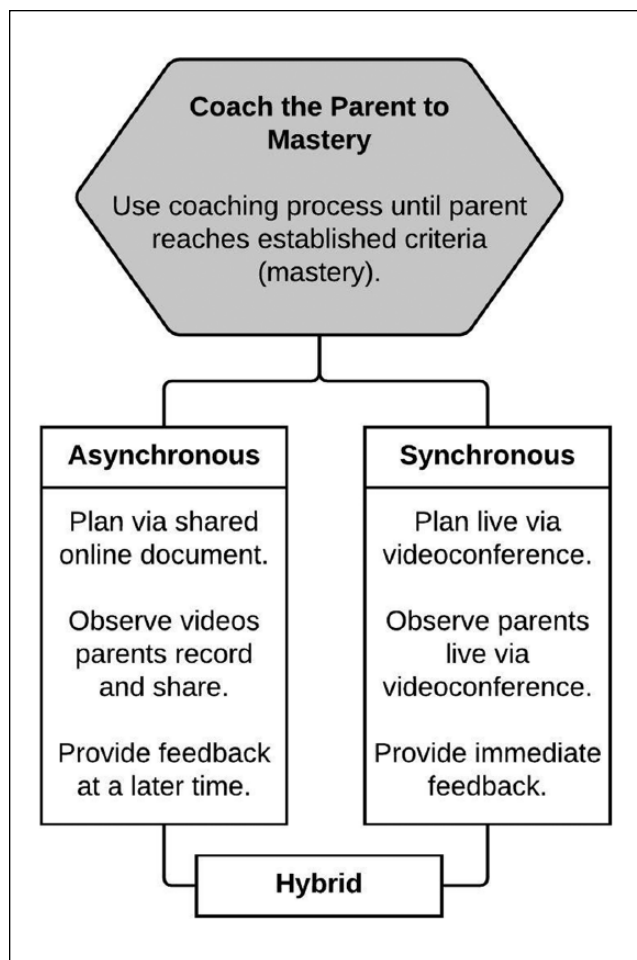 Coach the Parent to
Mastery
Use coaching process until parent
reaches established criteria
(mastery).
Asynchronous
Plan via shared
online document.
Observe videos
parents record
and share.
Provide feedback
at a later time.
Synchronous
Plan live via
videoconference.
Observe parents
live via
videoconference.
Provide immediate
feedback.
Hybrid